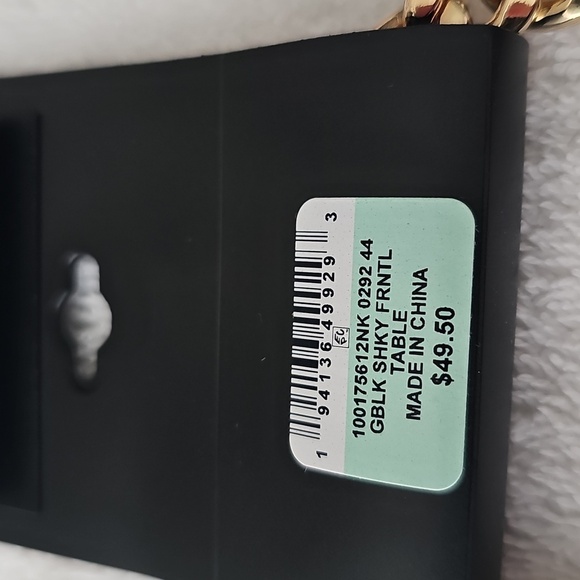 1 94136 49929 3
100175612NK 0292 44
GBLK SHKY FRNTL
TABLE
MADE IN CHINA
$49.50